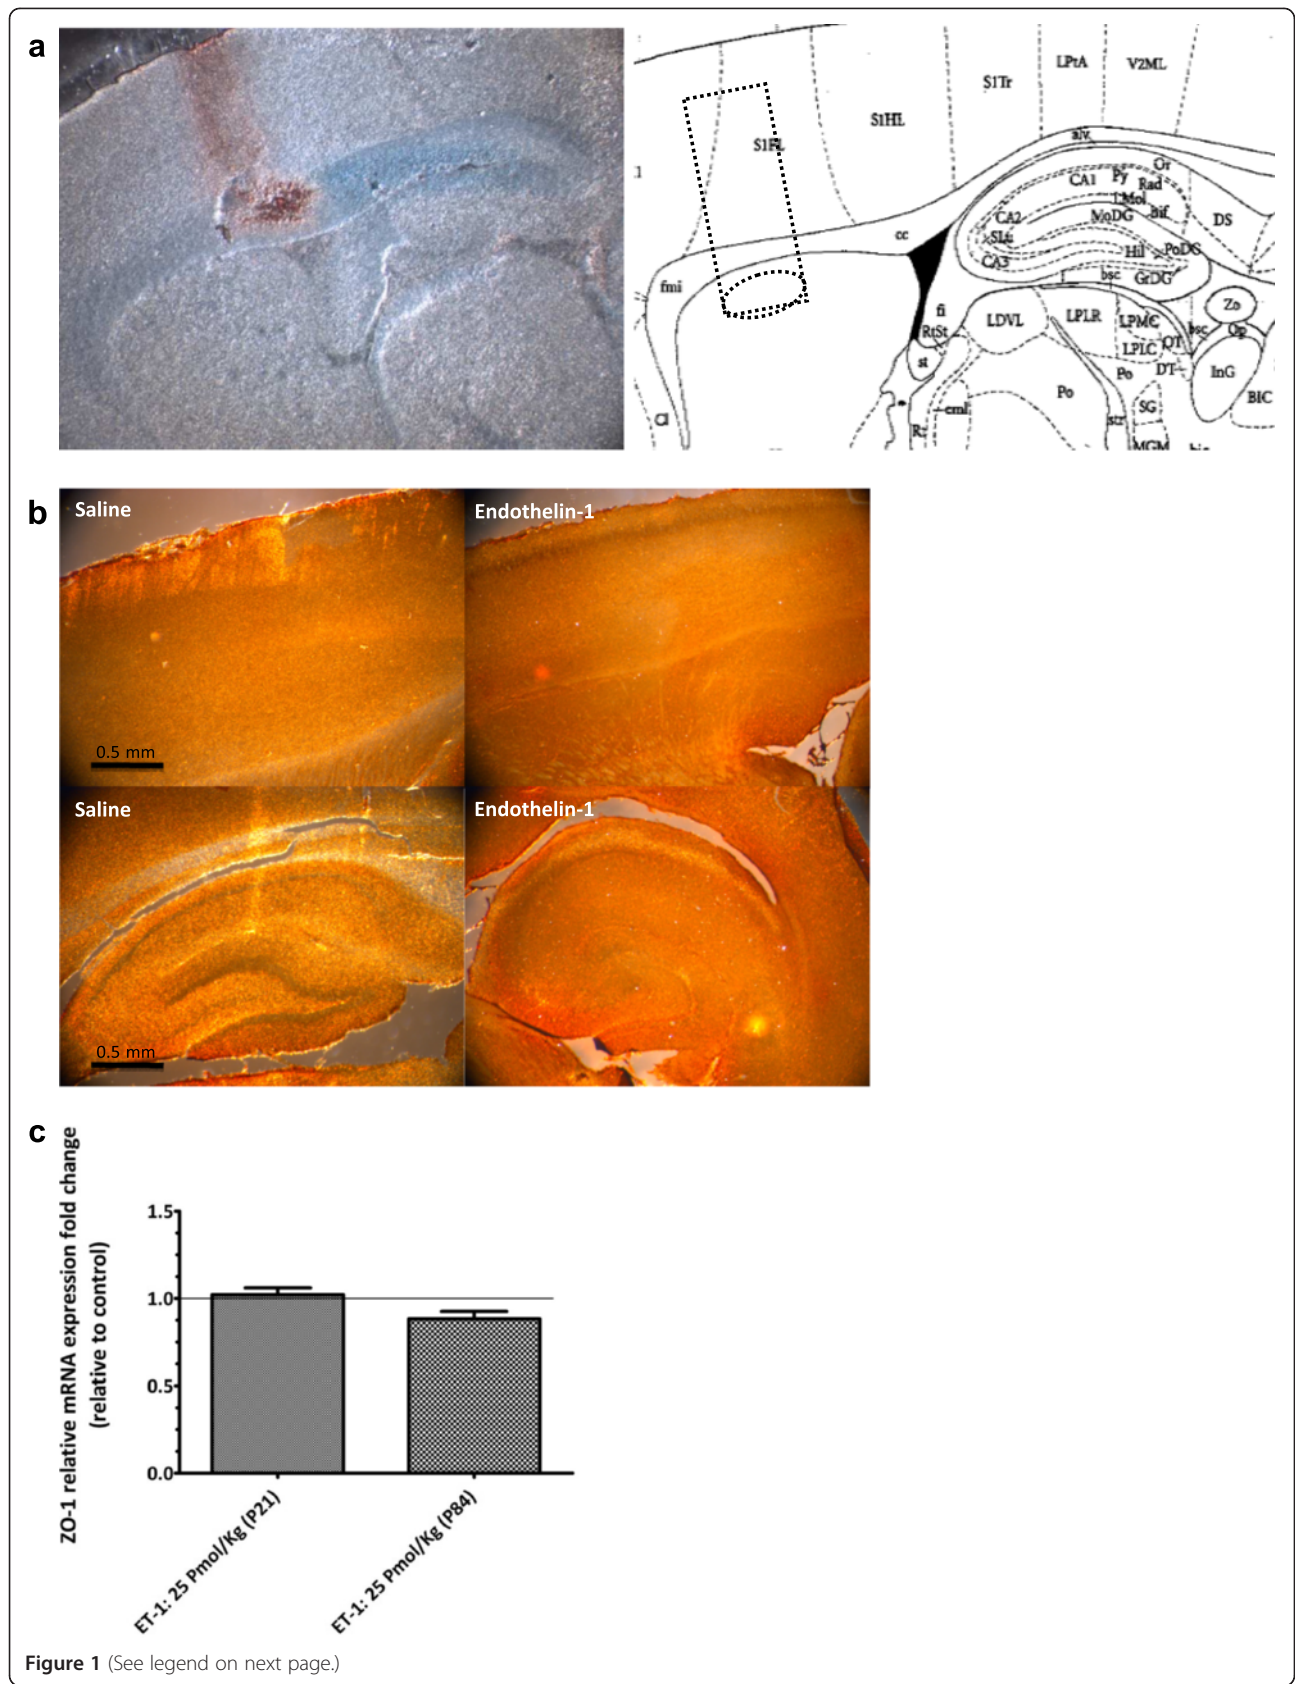 a
S1FL
S1HL
S1Tr
LPtA
V2ML
alv
Or
Py
CA1
Rad
LMol
CA2
MoDG
hif
DS
SLu
Hil
PoDG
CA3
cc
bsc
GrDG
fmi
fi
Zo
LDVL
LPLR
LPMC
bsc
Op
RtSt
OT
LPLC
st
DT
InG
Po
Po
BIC
eml
SG
Cl
Rt
str
MGM
b
Saline
Endothelin-1
0.5 mm
Saline
Endothelin-1
0.5 mm
c
ZO-1 relative mRNA expression fold change
(relative to control)
1.5
1.0
0.5
0.0
ET-1: 25 Pmol/Kg (P21)
ET-1: 25 Pmol/Kg (P84)
Figure 1 (See legend on next page.)